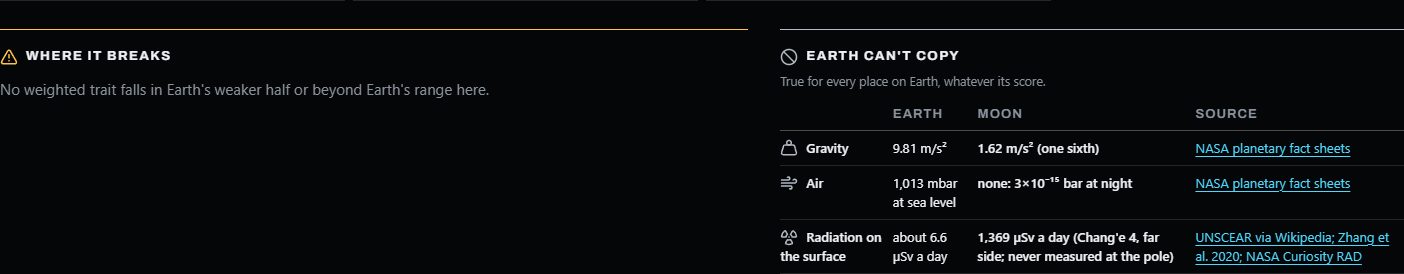 WHERE IT BREAKS
No weighted trait falls in Earth's weaker half or beyond Earth's range here.
EARTH CAN'T COPY
True for every place on Earth, whatever its score.
EARTH MOON SOURCE
Gravity 9.81 m/s² 1.62 m/s² (one sixth) NASA planetary fact sheets
Air 1,013 mbar none: 3×10⁻¹⁵ bar at night NASA planetary fact sheets
at sea level
Radiation on about 6.6 1,369 µSv a day (Chang'e 4, far UNSCEAR via Wikipedia; Zhang et
the surface µSv a day side; never measured at the pole) al. 2020; NASA Curiosity RAD